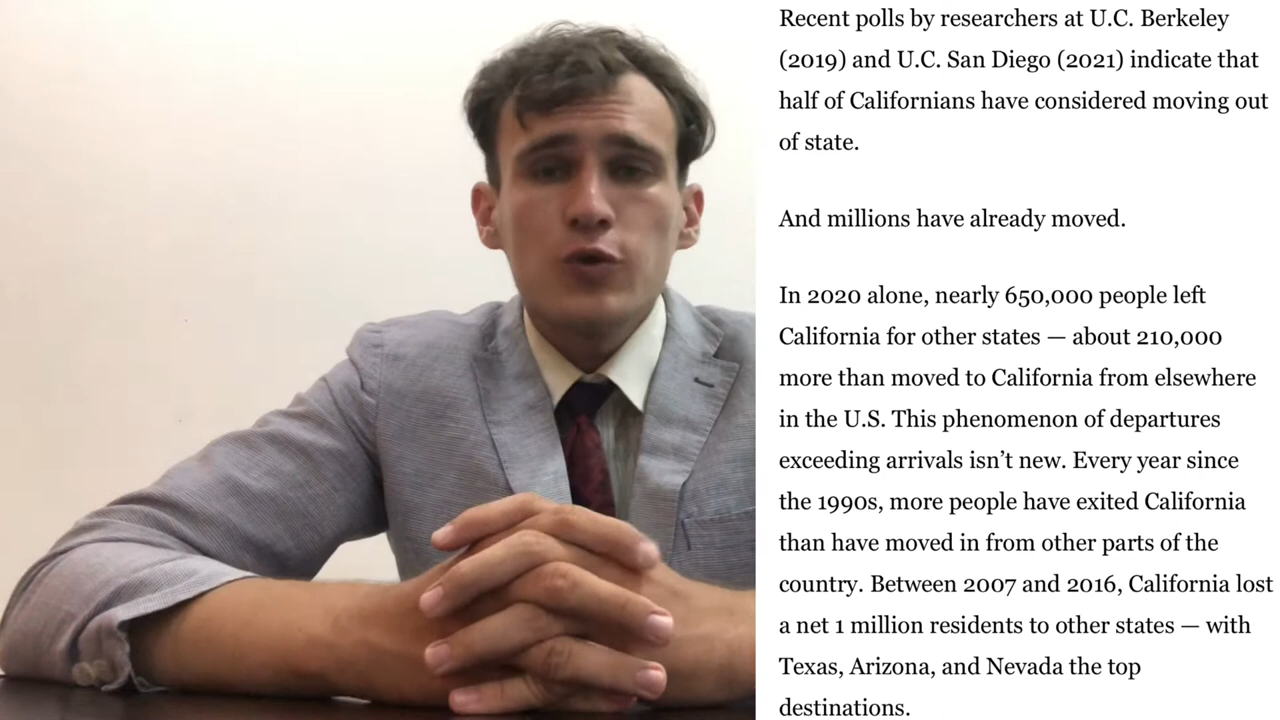 Recent polls by researchers at U.C. Berkeley
(2019) and U.C. San Diego (2021) indicate that
half of Californians have considered moving out
of state.
And millions have already moved.
In 2020 alone, nearly 650,000 people left
California for other states — about 210,000
more than moved to California from elsewhere
in the U.S. This phenomenon of departures
exceeding arrivals isn’t new. Every year since
the 1990s, more people have exited California
than have moved in from other parts of the
country. Between 2007 and 2016, California lost
a net 1 million residents to other states — with
Texas, Arizona, and Nevada the top
destinations.